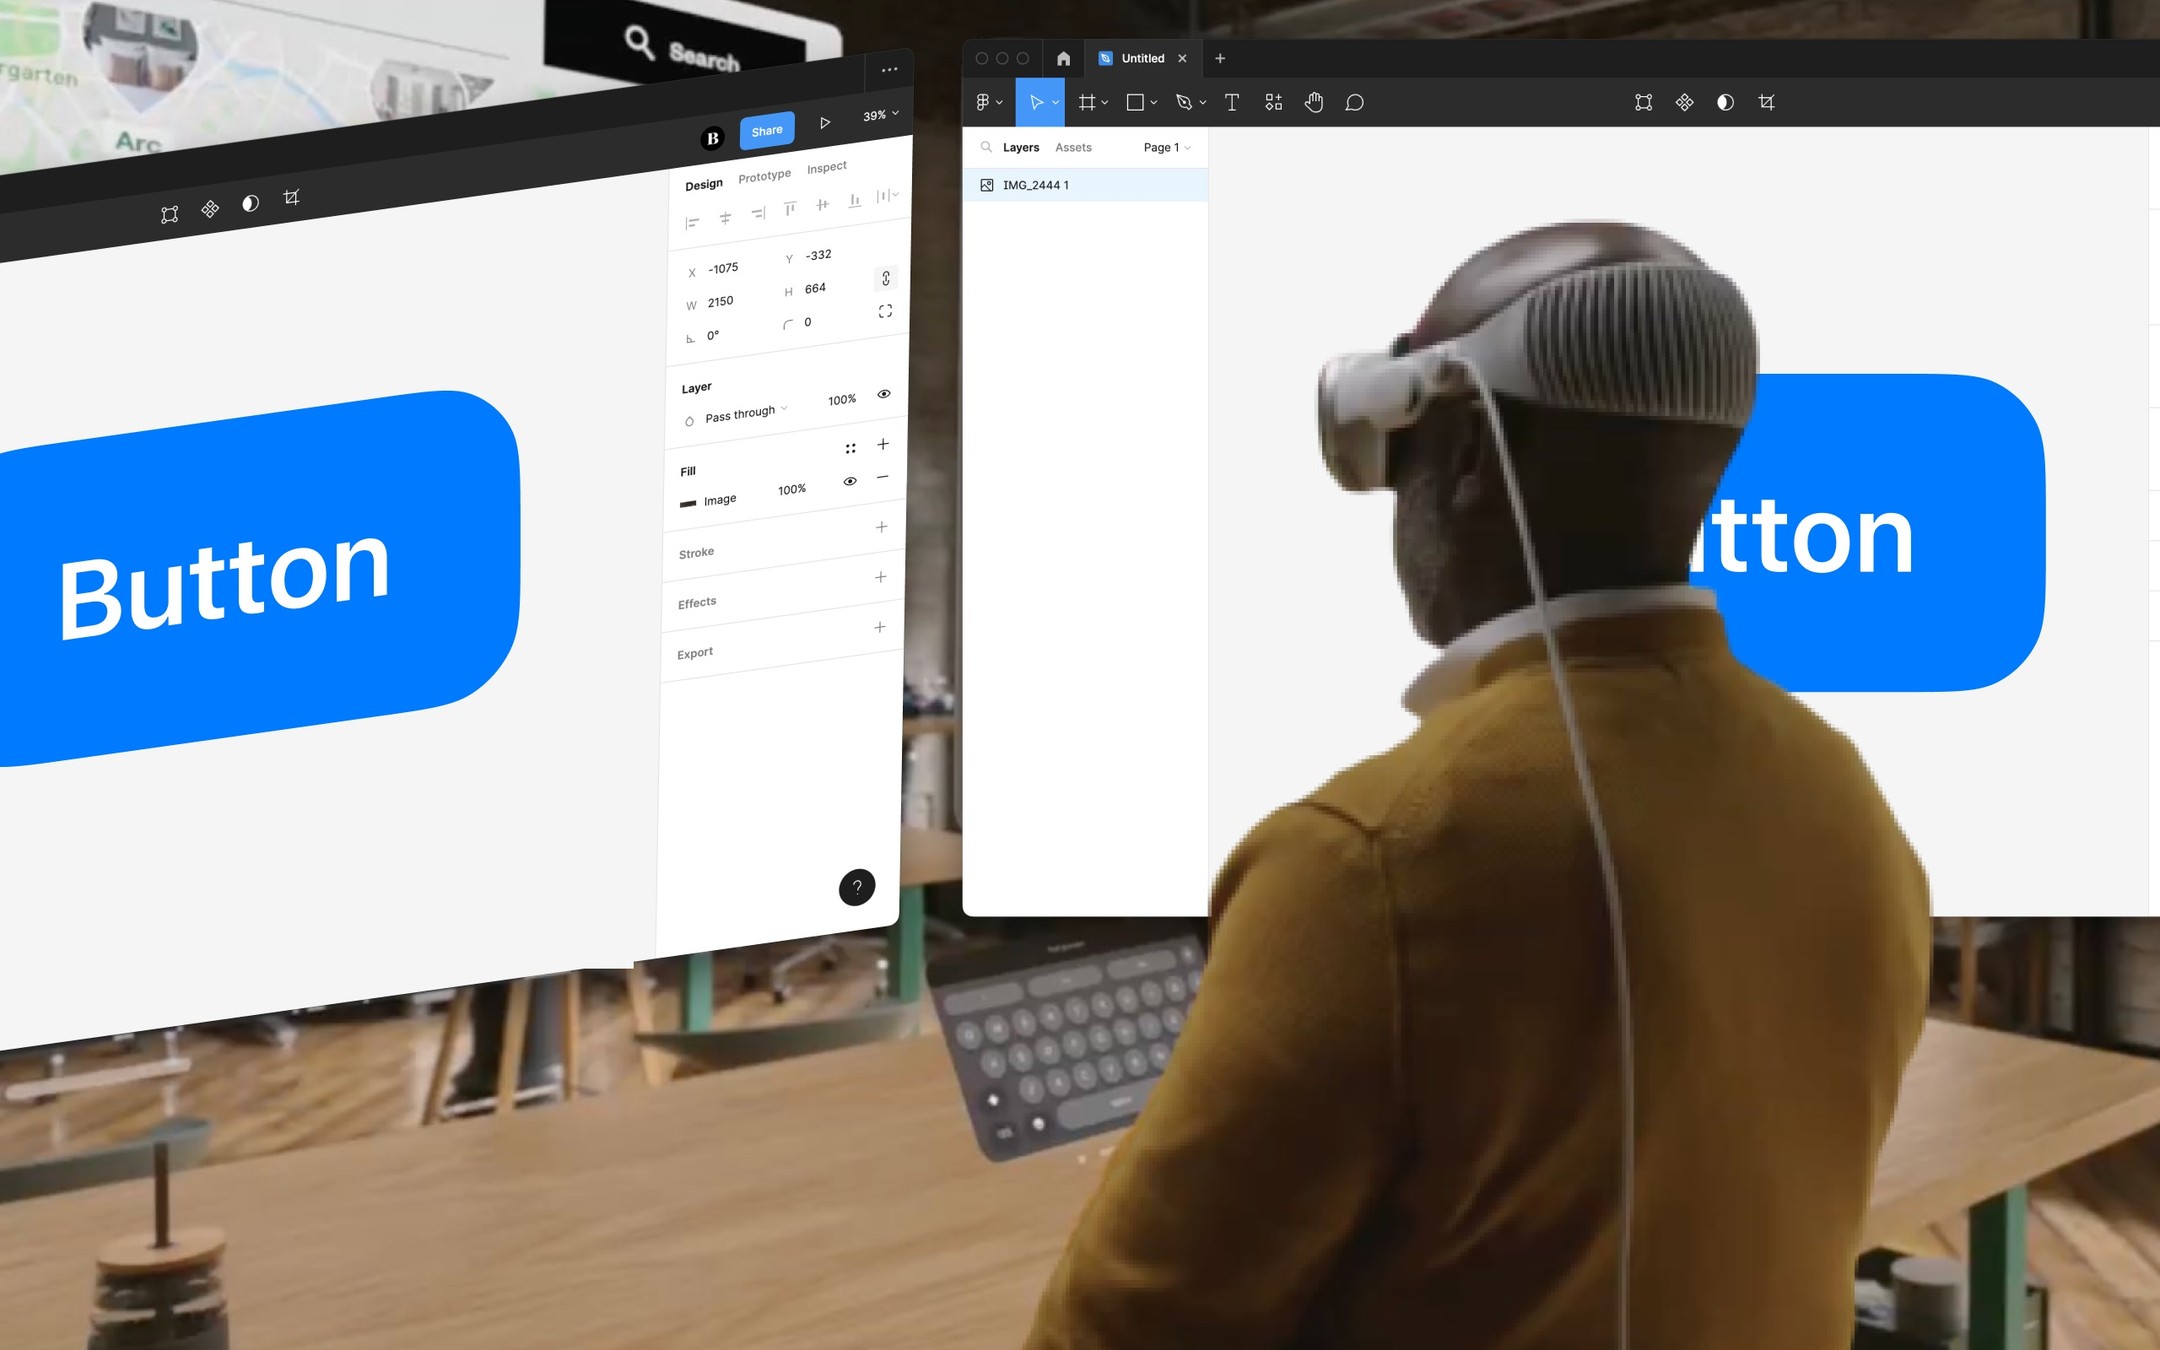 rgarten
Arc
Search
B
Share
39%
Design Prototype Inspect
X -1075 Y -332
W 2150 H 664
0° 0
Layer
Pass through 100%
Fill
Image 100%
Stroke
Effects
Export
?
Button
Untitled
Layers Assets Page 1
IMG_2444 1
utton